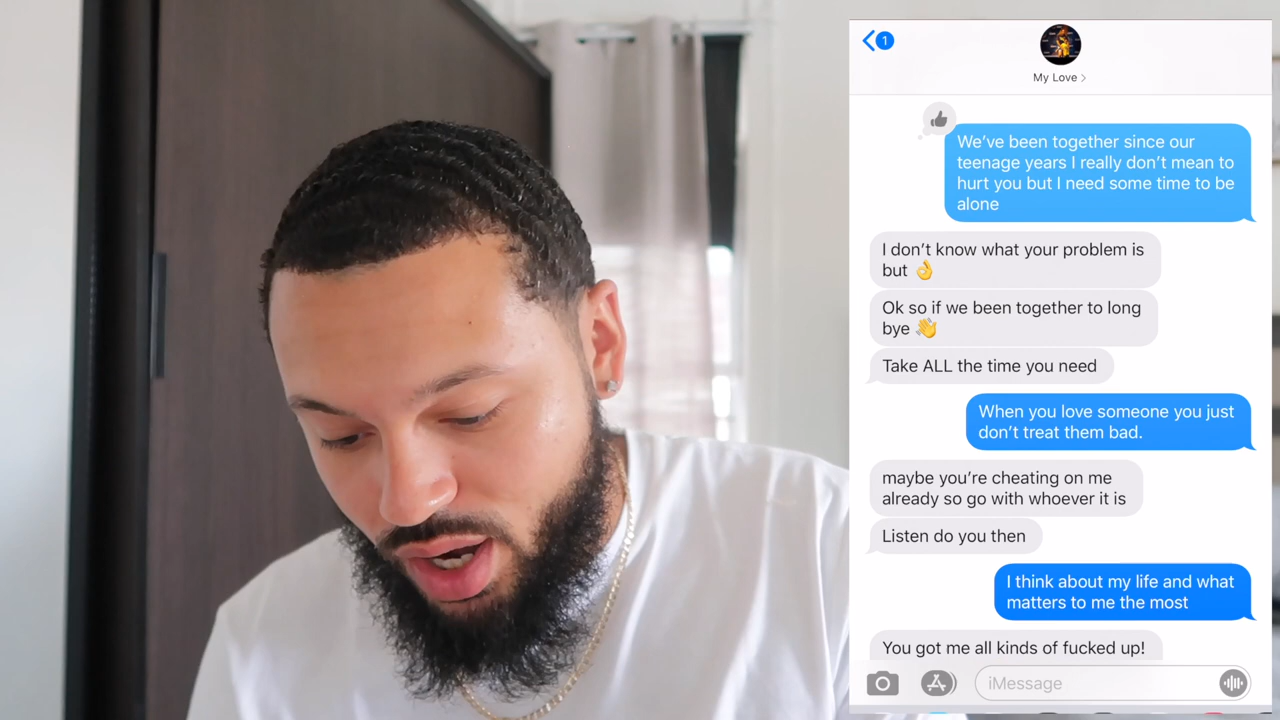 1
My Love >
We've been together since our
teenage years I really don't mean to
hurt you but I need some time to be
alone
I don't know what your problem is
but 👌
Ok so if we been together to long
bye 👋
Take ALL the time you need
When you love someone you just
don't treat them bad.
maybe you're cheating on me
already so go with whoever it is
Listen do you then
I think about my life and what
matters to me the most
You got me all kinds of fucked up!
iMessage